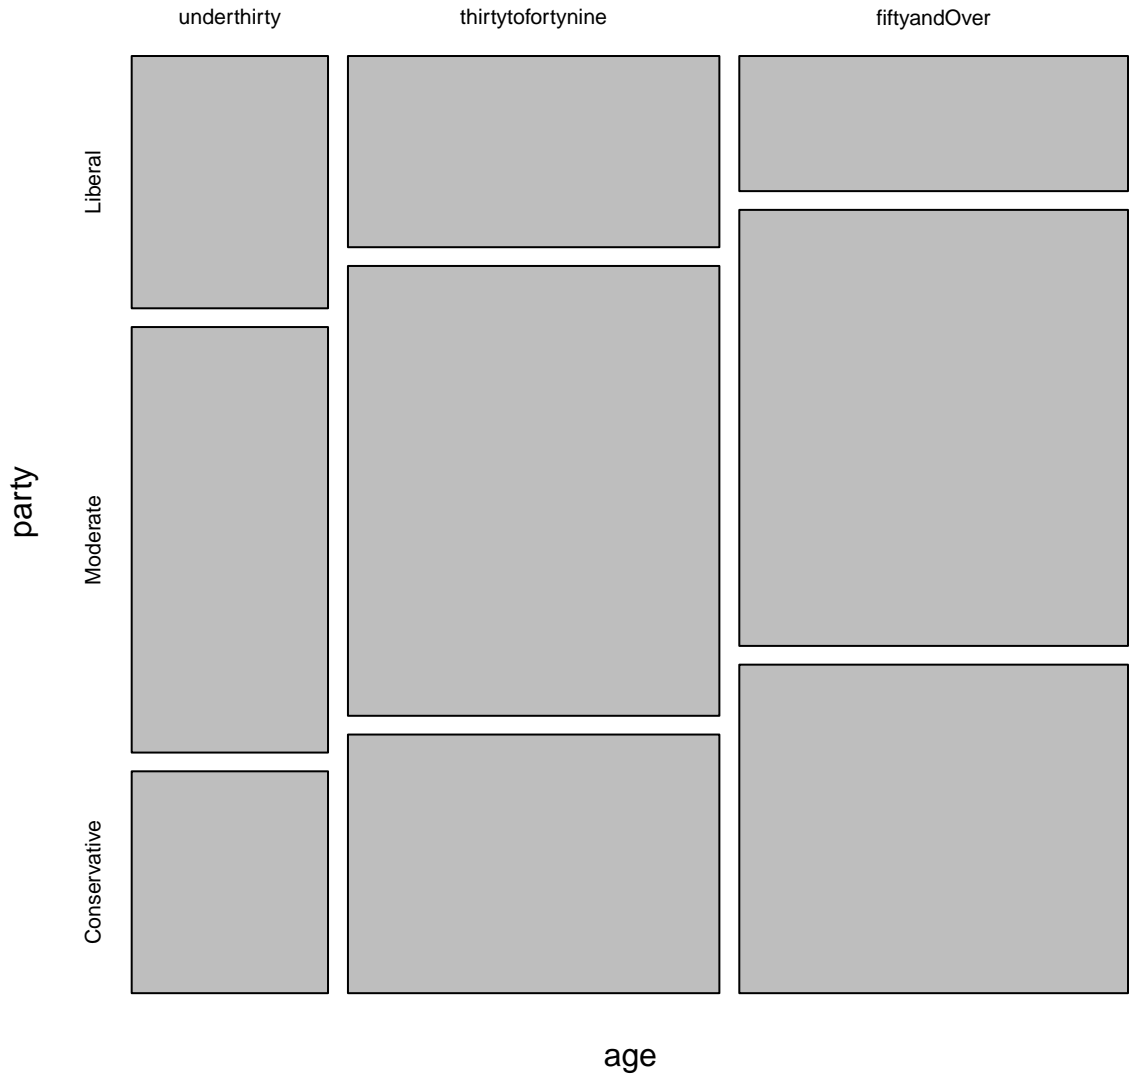 underthirty
thirtytofortynine
fiftyandOver
Liberal
Moderate
Conservative
party
age